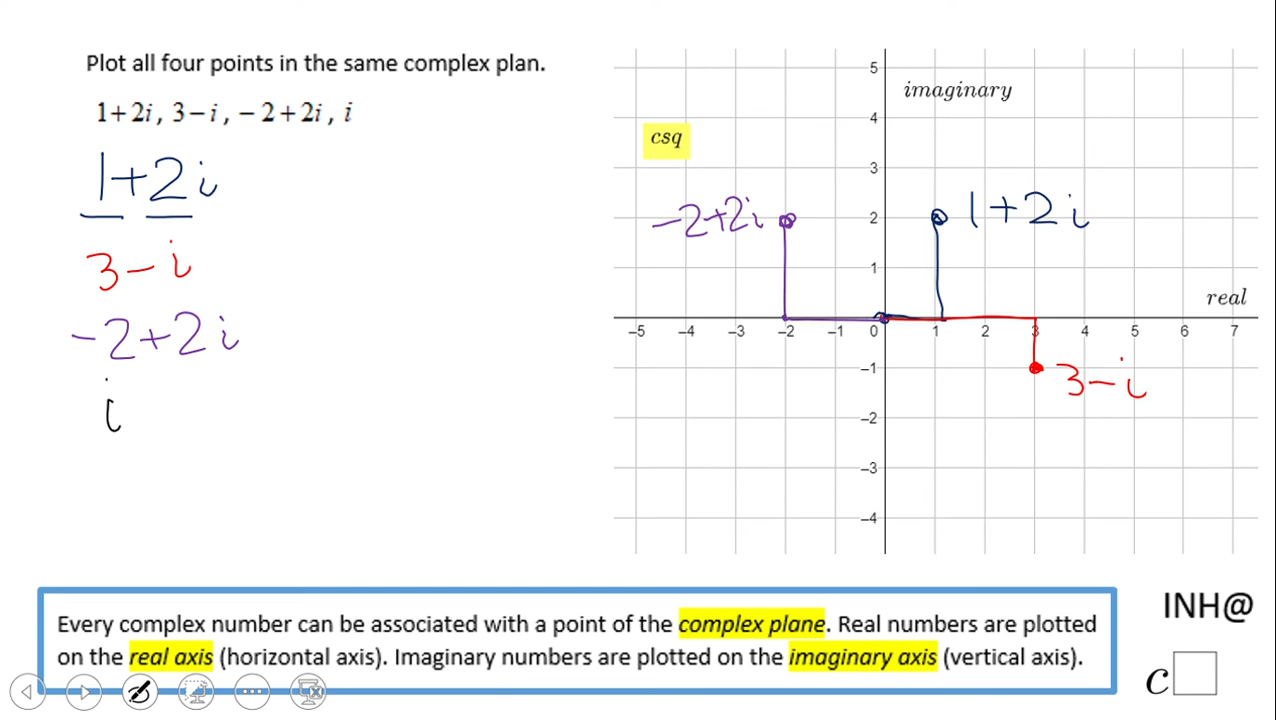 Plot all four points in the same complex plan.
1+2i, 3−i, −2+2i, i
1+2i
3−i
−2+2i
i
5
imaginary
4
csq
3
−2+2i
2
1+2i
1
real
−5 −4 −3 −2 −1 0 1 2 3 4 5 6 7
−1
3−i
−2
−3
−4
Every complex number can be associated with a point of the complex plane. Real numbers are plotted
on the real axis (horizontal axis). Imaginary numbers are plotted on the imaginary axis (vertical axis).
INH@
c